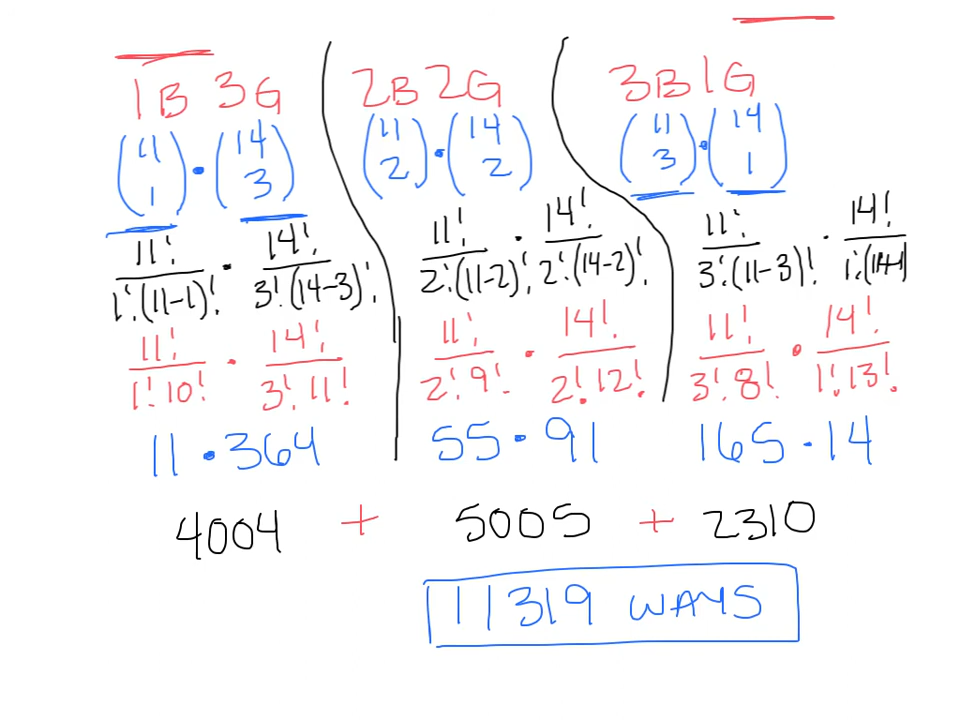 1B 3G 2B 2G 3B 1G
(11 1) · (14 3) (11 2) · (14 2) (11 3) · (14 1)
11!/1!(11-1)! · 14!/3!(14-3)! 11!/2!(11-2)! · 14!/2!(14-2)! 11!/3!(11-3)! · 14!/1!(14-1)
11!/1!10! · 14!/3!11! 11!/2!9! · 14!/2!12! 11!/3!8! · 14!/1!13!
11 · 364 55 · 91 165 · 14
4004 + 5005 + 2310
11319 WAYS